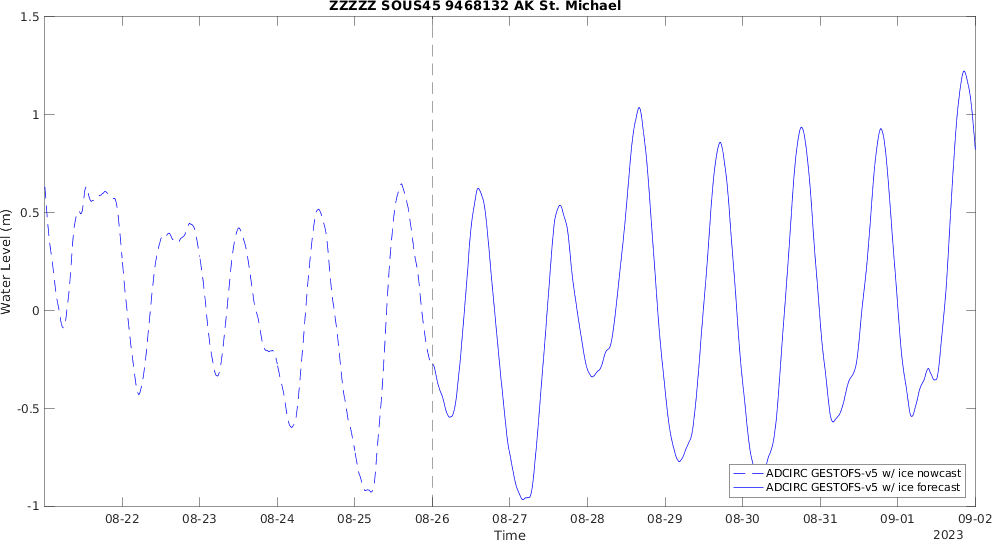 ZZZZZ SOUS45 9468132 AK St. Michael
1.5
1
0.5
0
-0.5
-1
Water Level (m)
08-22 08-23 08-24 08-25 08-26 08-27 08-28 08-29 08-30 08-31 09-01 09-02
Time
2023
ADCIRC GESTOFS-v5 w/ ice nowcast
ADCIRC GESTOFS-v5 w/ ice forecast